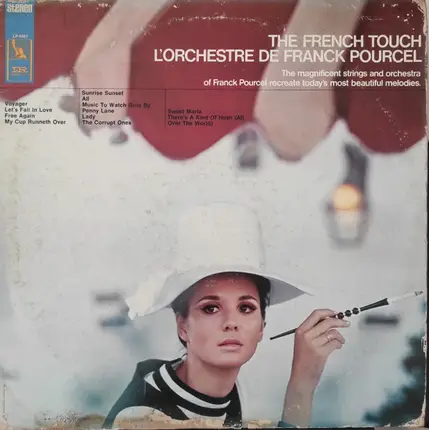 STEREO
THE FRENCH TOUCH
L'ORCHESTRE DE FRANCK POURCEL
The magnificent strings and orchestra
of Franck Pourcel recreate today's most beautiful melodies.
Voyager
Let's Fall In Love
Free Again
My Cup Runneth Over
Sunrise Sunset
All
Music To Watch Girls By
Penny Lane
Lady
The Corrupt Ones
Sweet Maria
There's A Kind Of Hush (All
Over The World)